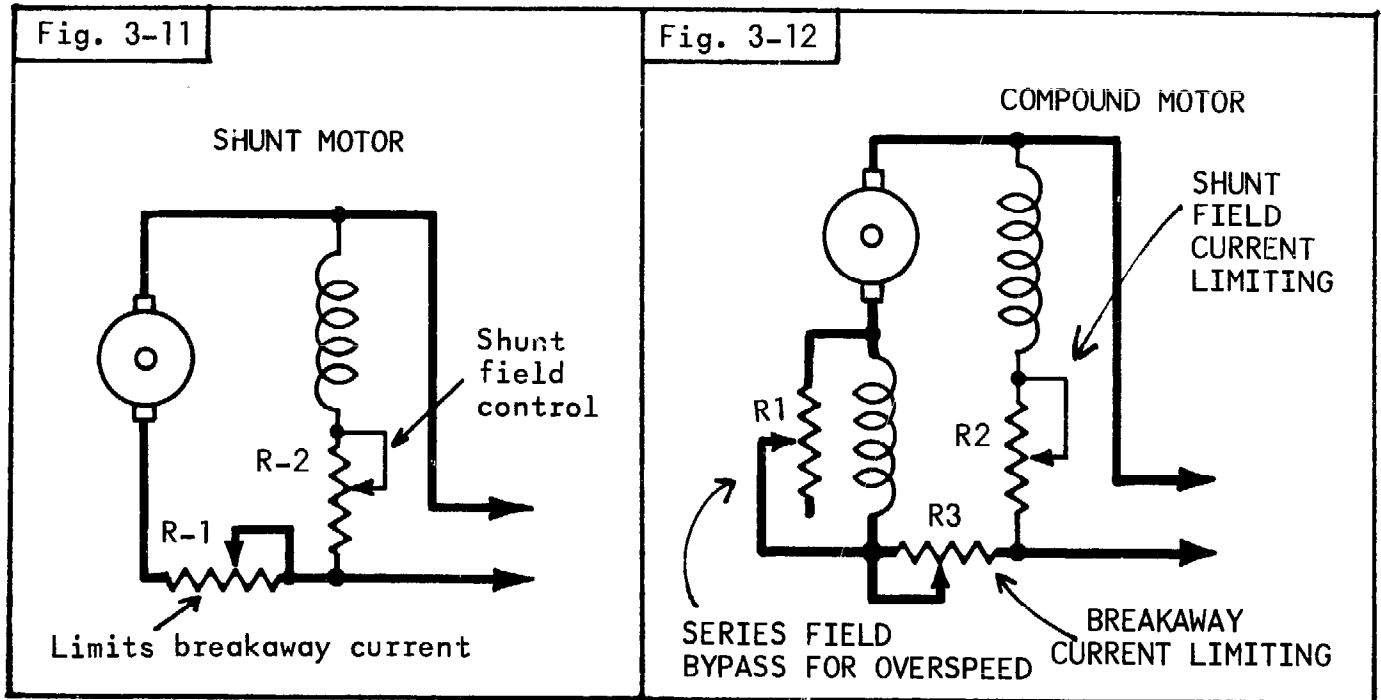 Fig. 3-11
SHUNT MOTOR
Shunt
field
control
R-2
R-1
Limits breakaway current
Fig. 3-12
COMPOUND MOTOR
SHUNT
FIELD
CURRENT
LIMITING
R1
R2
R3
SERIES FIELD
BYPASS FOR OVERSPEED
BREAKAWAY
CURRENT LIMITING